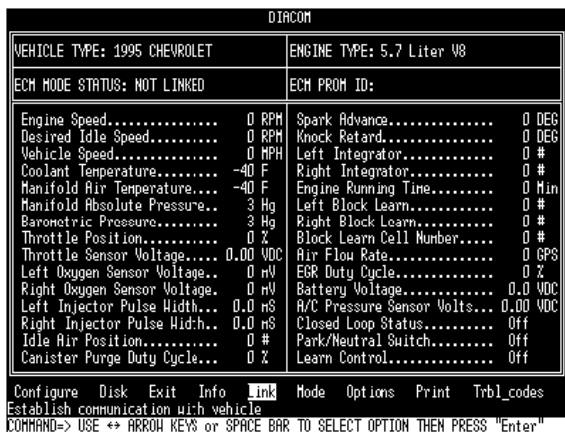 DIACOM
VEHICLE TYPE: 1995 CHEVROLET
ENGINE TYPE: 5.7 Liter V8
ECM MODE STATUS: NOT LINKED
ECM PROM ID:
Engine Speed................ 0 RPM
Desired Idle Speed.......... 0 RPM
Vehicle Speed............... 0 MPH
Coolant Temperature....... -40 F
Manifold Air Temperature.... -40 F
Manifold Absolute Pressure.. 3 Hg
Barometric Pressure......... 3 Hg
Throttle Position........... 0 %
Throttle Sensor Voltage..... 0.00 VDC
Left Oxygen Sensor Voltage.. 0 mV
Right Oxygen Sensor Voltage. 0 mV
Left Injector Pulse Width... 0.0 mS
Right Injector Pulse Width.. 0.0 mS
Idle Air Position........... 0 #
Canister Purge Duty Cycle... 0 %
Spark Advance............... 0 DEG
Knock Retard................ 0 DEG
Left Integrator............. 0 #
Right Integrator............ 0 #
Engine Running Time......... 0 Min
Left Block Learn............ 0 #
Right Block Learn........... 0 #
Block Learn Cell Number..... 0 #
Air Flow Rate............... 0 GPS
EGR Duty Cycle.............. 0 %
Battery Voltage............. 0.0 VDC
A/C Pressure Sensor Volts... 0.00 VDC
Closed Loop Status.......... Off
Park/Neutral Switch......... Off
Learn Control............... Off
Configure Disk Exit Info Link Mode Options Print Trbl_codes
Establish communication with vehicle
COMMAND=> USE ↔ ARROW KEYS or SPACE BAR TO SELECT OPTION THEN PRESS "Enter"